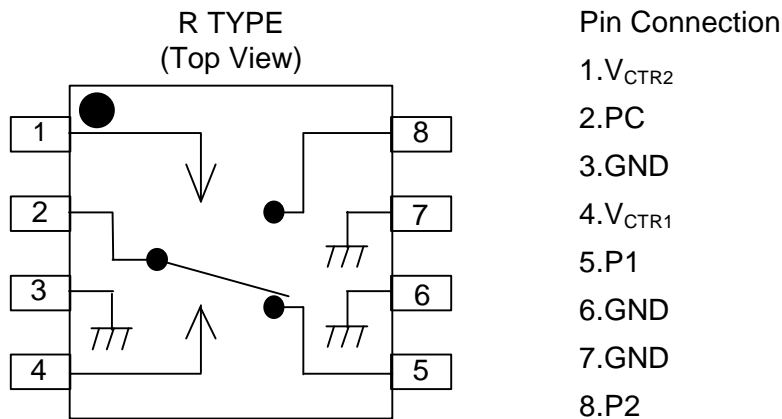 R TYPE
(Top View)
1
2
3
4
8
7
6
5
Pin Connection
1.VCTR2
2.PC
3.GND
4.VCTR1
5.P1
6.GND
7.GND
8.P2